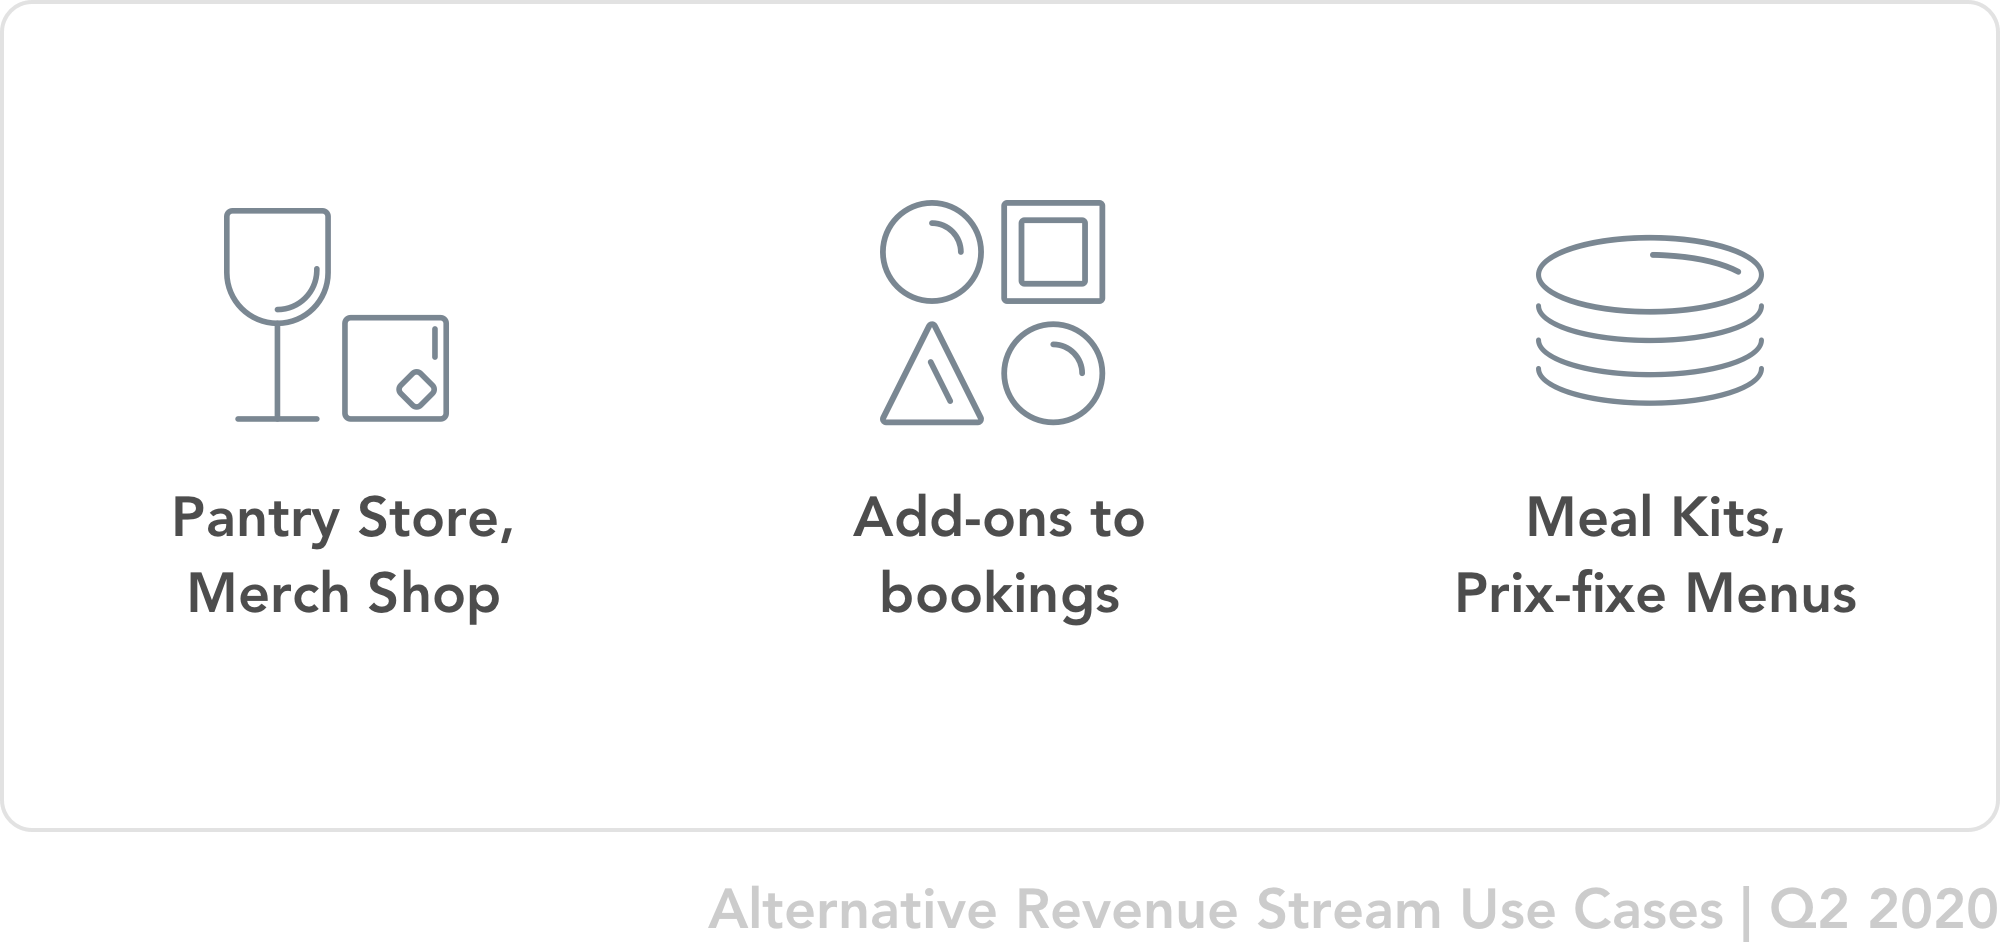 Pantry Store,
Merch Shop
Add-ons to
bookings
Meal Kits,
Prix-fixe Menus
Alternative Revenue Stream Use Cases | Q2 2020